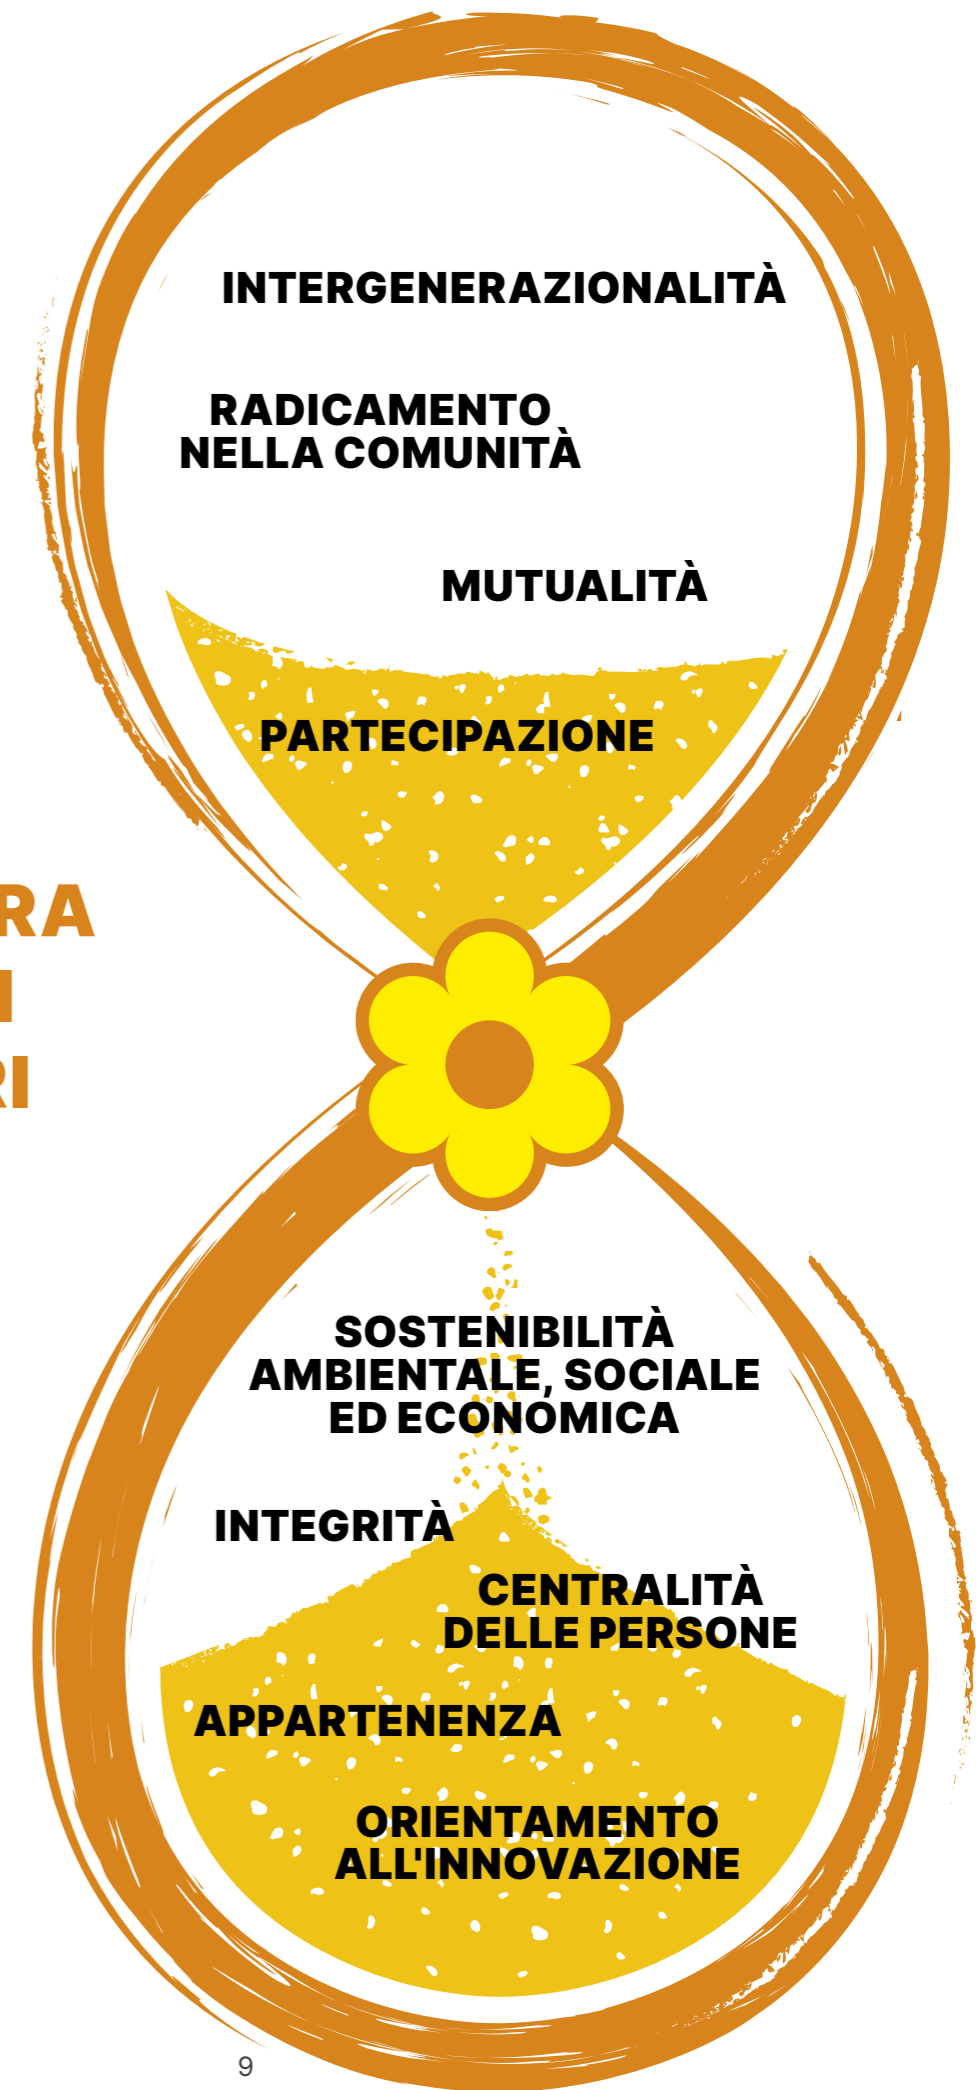 INTERGENERAZIONALITÀ
RADICAMENTO
NELLA COMUNITÀ
MUTUALITÀ
PARTECIPAZIONE
SOSTENIBILITÀ
AMBIENTALE, SOCIALE
ED ECONOMICA
INTEGRITÀ
CENTRALITÀ
DELLE PERSONE
APPARTENENZA
ORIENTAMENTO
ALL'INNOVAZIONE
9